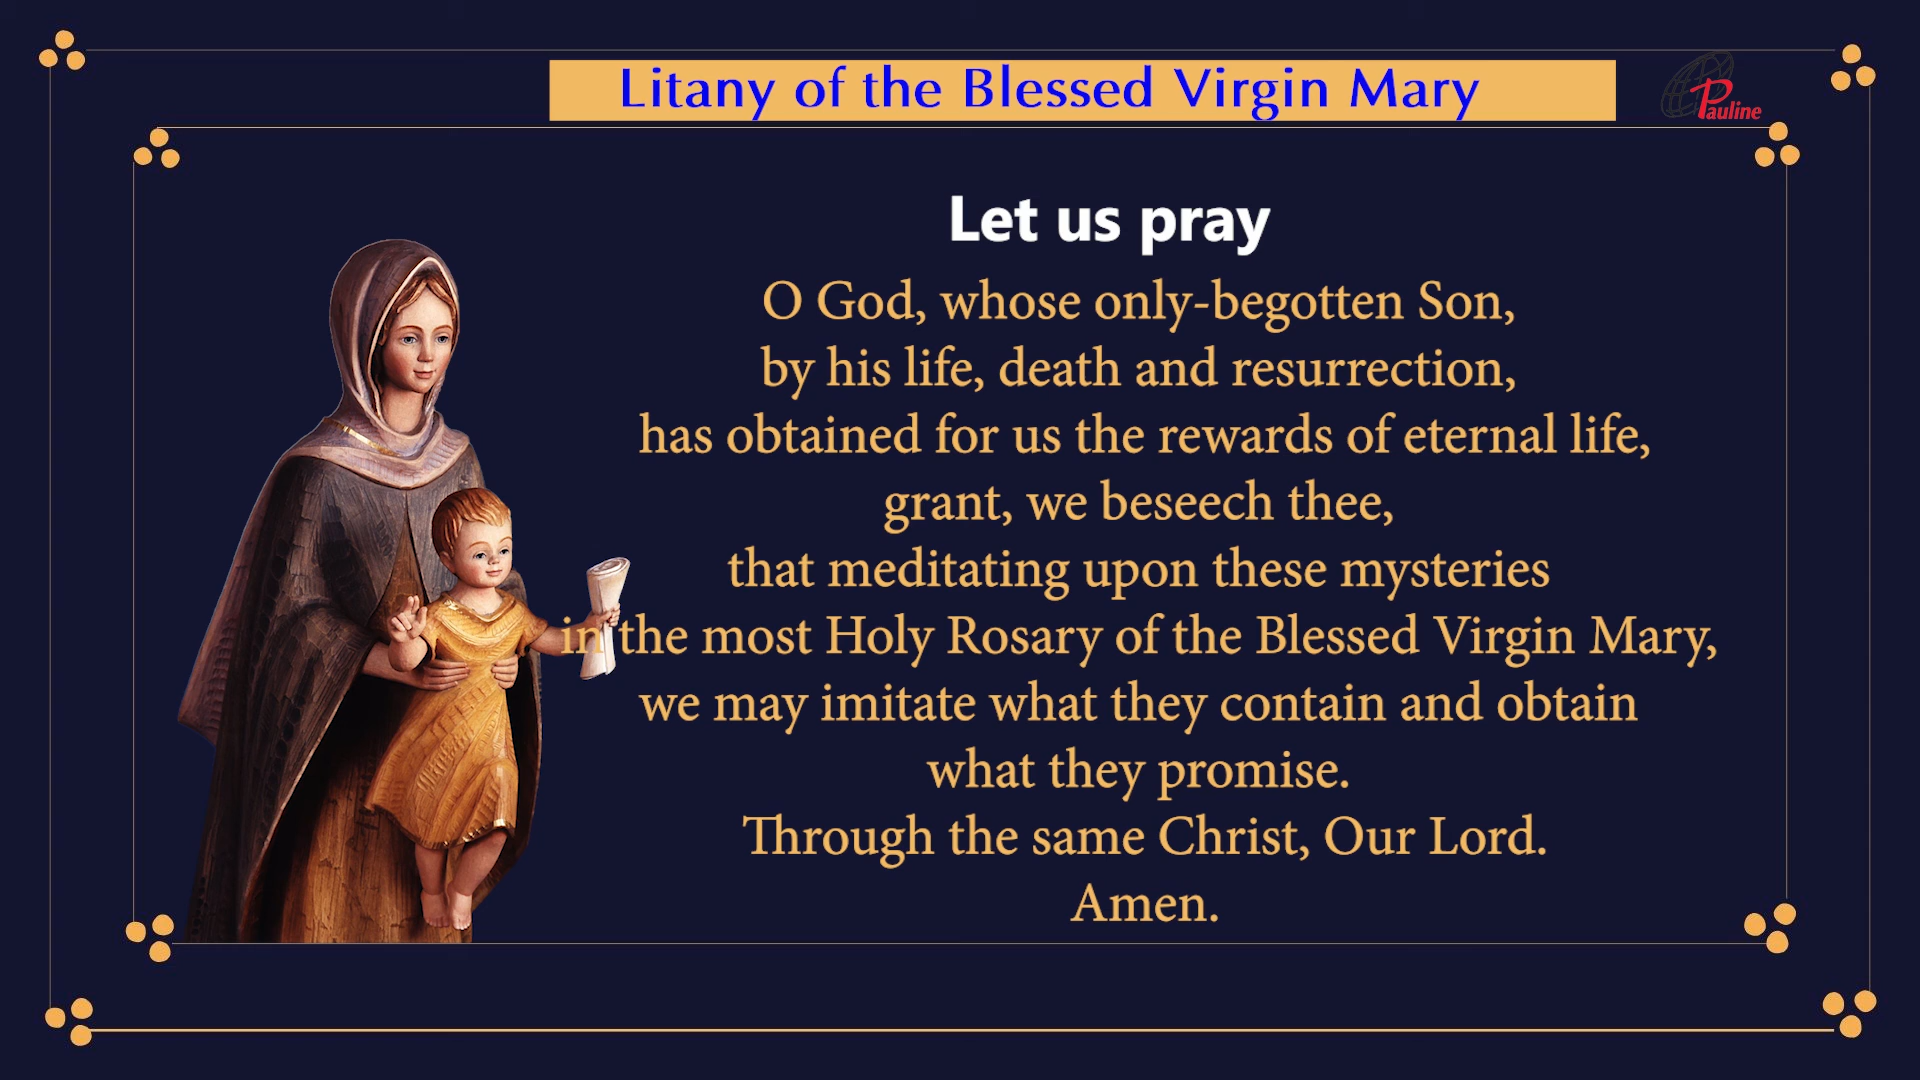 Litany of the Blessed Virgin Mary
Pauline
Let us pray
O God, whose only-begotten Son,
by his life, death and resurrection,
has obtained for us the rewards of eternal life,
grant, we beseech thee,
that meditating upon these mysteries
in the most Holy Rosary of the Blessed Virgin Mary,
we may imitate what they contain and obtain
what they promise.
Through the same Christ, Our Lord.
Amen.